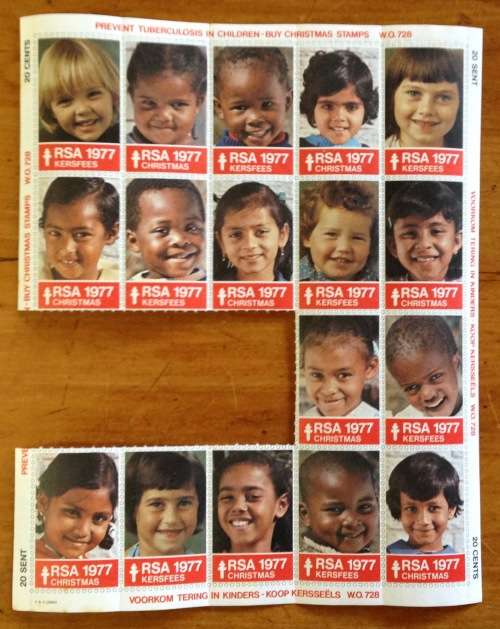 PREVENT TUBERCULOSIS IN CHILDREN - BUY CHRISTMAS STAMPS W.O. 728
20 CENTS
20 SENT
RSA 1977 RSA 1977 RSA 1977 RSA 1977 RSA 1977
KERSFEES CHRISTMAS KERSFEES CHRISTMAS KERSFEES
BUY CHRISTMAS STAMPS W.O. 728
RSA 1977 RSA 1977 RSA 1977 RSA 1977 RSA 1977
CHRISTMAS KERSFEES CHRISTMAS KERSFEES CHRISTMAS
VOORKOM TERING IN KINDERS - KOOP KERSSEËLS W.O. 728
RSA 1977 RSA 1977
CHRISTMAS KERSFEES
PREVE
RSA 1977 RSA 1977 RSA 1977 RSA 1977 RSA 1977
CHRISTMAS KERSFEES CHRISTMAS KERSFEES CHRISTMAS
20 SENT
20 CENTS
VOORKOM TERING IN KINDERS - KOOP KERSSEËLS W.O. 728